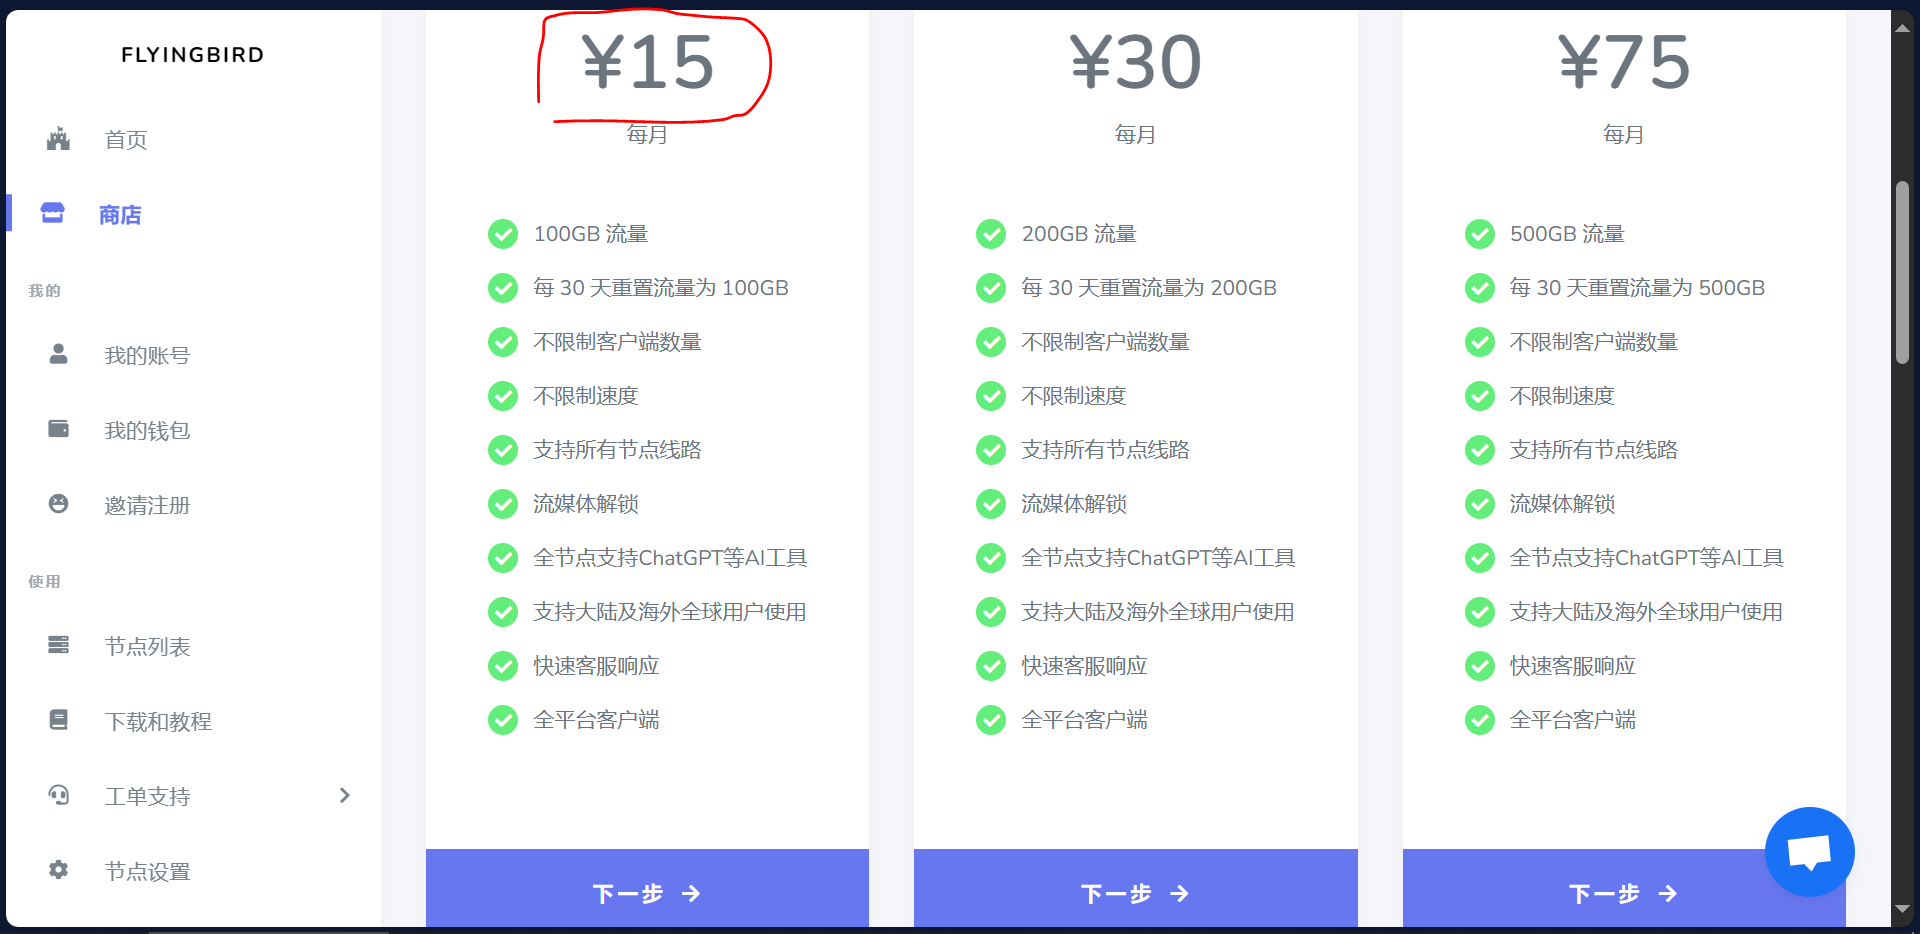 FLYINGBIRD
首页
商店
我的
我的账号
我的钱包
邀请注册
使用
节点列表
下载和教程
工单支持
节点设置
¥15
每月
100GB 流量
每 30 天重置流量为 100GB
不限制客户端数量
不限制速度
支持所有节点线路
流媒体解锁
全节点支持ChatGPT等AI工具
支持大陆及海外全球用户使用
快速客服响应
全平台客户端
下一步
¥30
每月
200GB 流量
每 30 天重置流量为 200GB
不限制客户端数量
不限制速度
支持所有节点线路
流媒体解锁
全节点支持ChatGPT等AI工具
支持大陆及海外全球用户使用
快速客服响应
全平台客户端
下一步
¥75
每月
500GB 流量
每 30 天重置流量为 500GB
不限制客户端数量
不限制速度
支持所有节点线路
流媒体解锁
全节点支持ChatGPT等AI工具
支持大陆及海外全球用户使用
快速客服响应
全平台客户端
下一步